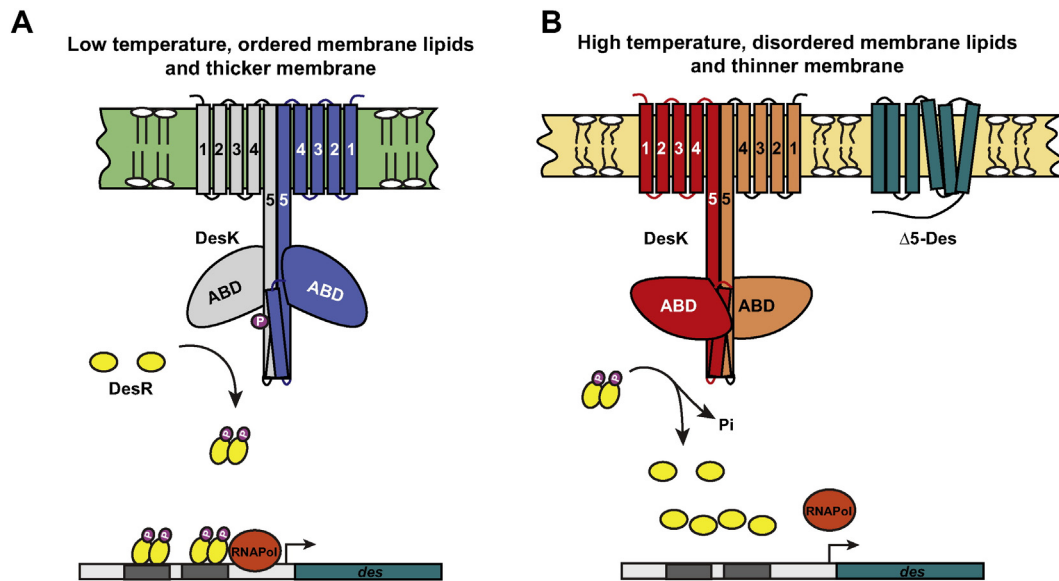 A
Low temperature, ordered membrane lipids
and thicker membrane
1 2 3 4 4 3 2 1
5 5
DesK
ABD ABD
P
DesR
P P
P P P P
RNAPol
des
B
High temperature, disordered membrane lipids
and thinner membrane
1 2 3 4 4 3 2 1
5 5
DesK
Δ5-Des
ABD ABD
P P
Pi
RNAPol
des